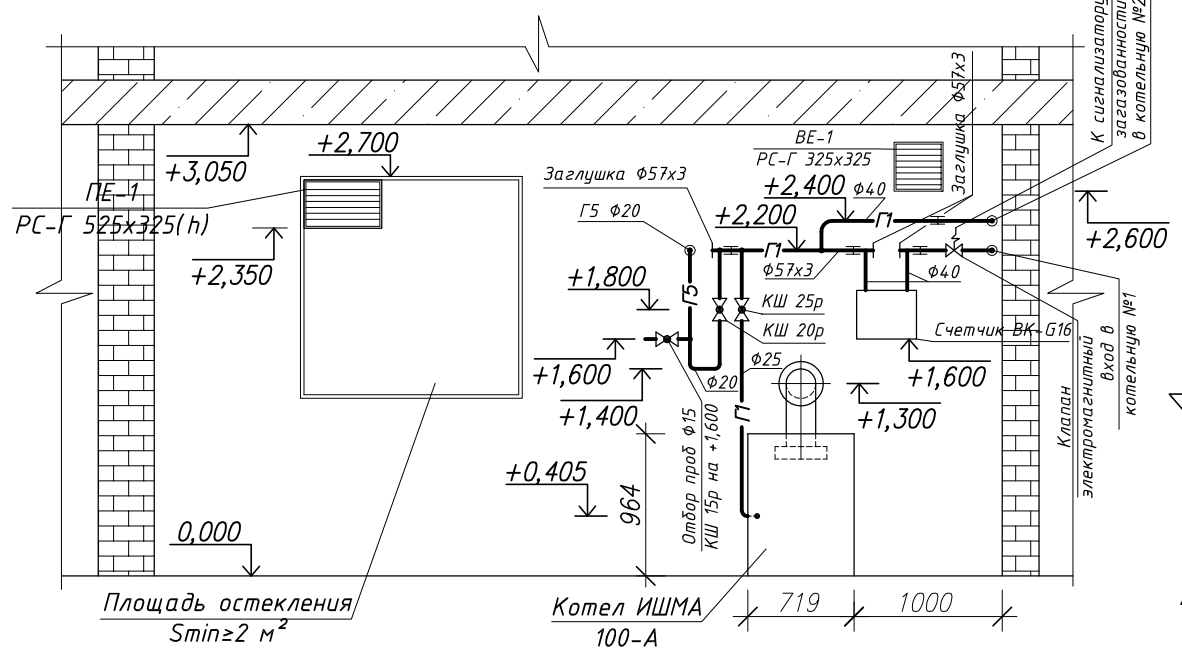 К сигнализатору
загазованности
в котельную №2
Заглушка Ф57х3
ВЕ-1
РС-Г 325х325
+2,700
+3,050
ПЕ-1
РС-Г 525х325(h)
+2,350
Заглушка Ф57х3
+2,400
Ф40
Г5 Ф20
+2,200
Г1
Г1
+2,600
Ф57х3
Ф40
+1,800
Г5
КШ 25р
КШ 20р
Счетчик ВК-G16
+1,600
Ф25
+1,600
Ф20
+1,400
Г1
+1,300
Отбор проб Ф15
КШ 15р на +1,600
Клапан
электромагнитный
вход в
котельную №1
+0,405
964
0,000
Площадь остекления
Smin≥2 м²
Котел ИШМА
100-А
719
1000